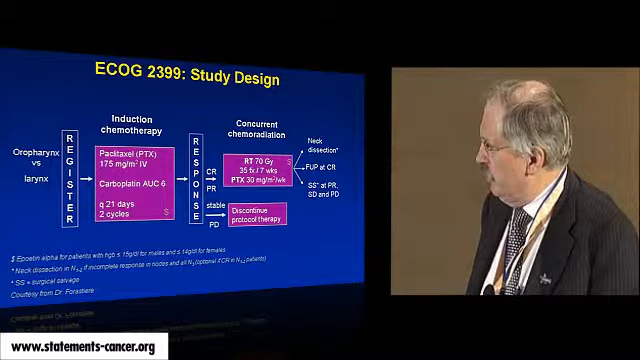 ECOG 2399: Study Design
Induction
chemotherapy
Concurrent
chemoradiation
Oropharynx
vs
larynx
REGISTER
Paclitaxel (PTX)
175 mg/m² IV
Carboplatin AUC 6
q 21 days
2 cycles $
RESPONSE
CR
PR
stable
PD
RT 70 Gy $
35 fx / 7 wks
PTX 30 mg/m²/wk
Discontinue
protocol therapy
Neck
dissection*
FUP at CR
SS° at PR,
SD and PD
$ Epoetin alpha for patients with hgb ≤ 15g/dl for males and ≤ 14g/dl for females
* Neck dissection in N₁₋₂ if incomplete response in nodes and all N₃ (optional if CR in N₁₋₂ patients)
SS = surgical salvage
Courtesy from Dr. Forastiere
www.statements-cancer.org